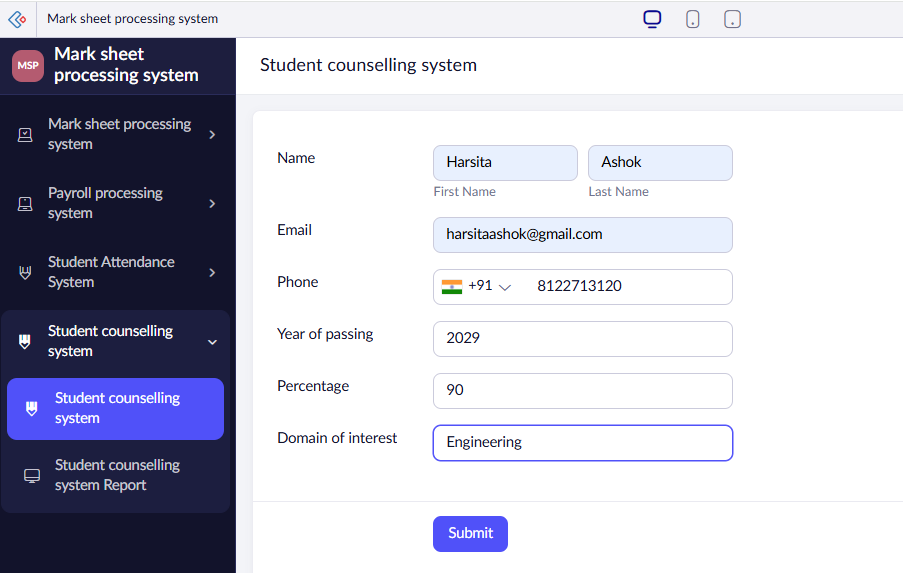 Mark sheet processing system
MSP
Mark sheet
processing system
Mark sheet processing
system
Payroll processing
system
Student Attendance
System
Student counselling
system
Student counselling
system
Student counselling
system Report
Student counselling system
Name
Harsita
Ashok
First Name
Last Name
Email
harsitaashok@gmail.com
Phone
+91
8122713120
Year of passing
2029
Percentage
90
Domain of interest
Engineering
Submit